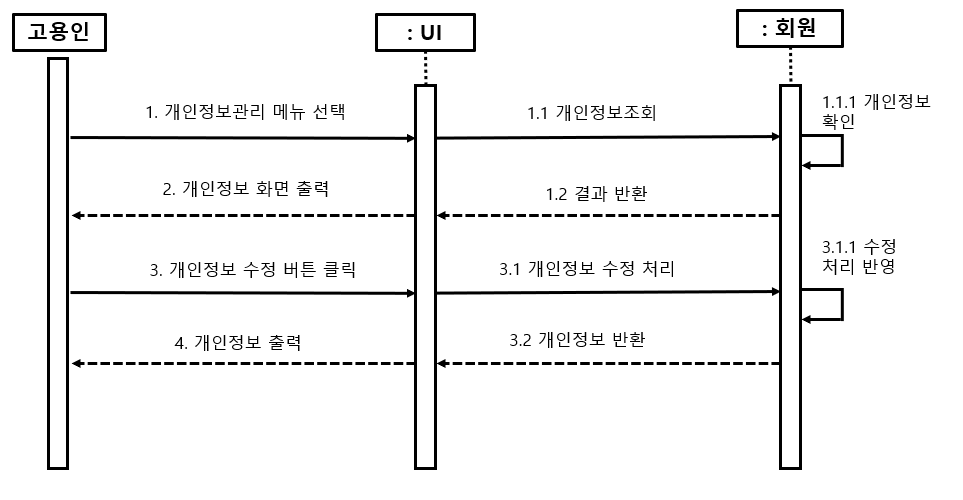 고용인
: UI
: 회원
1. 개인정보관리 메뉴 선택
1.1 개인정보조회
1.1.1 개인정보
확인
2. 개인정보 화면 출력
1.2 결과 반환
3. 개인정보 수정 버튼 클릭
3.1 개인정보 수정 처리
3.1.1 수정
처리 반영
4. 개인정보 출력
3.2 개인정보 반환